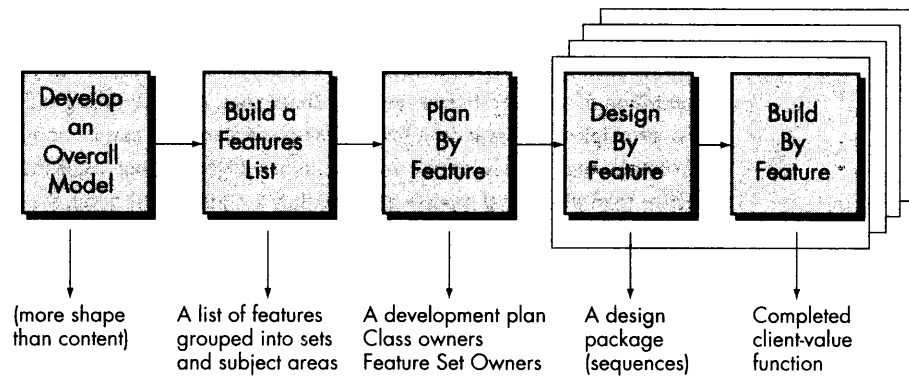 Develop
an
Overall
Model
Build a
Features
List
Plan
By
Feature
Design
By
Feature
Build
By
Feature
(more shape
than content)
A list of features
grouped into sets
and subject areas
A development plan
Class owners
Feature Set Owners
A design
package
(sequences)
Completed
client-value
function